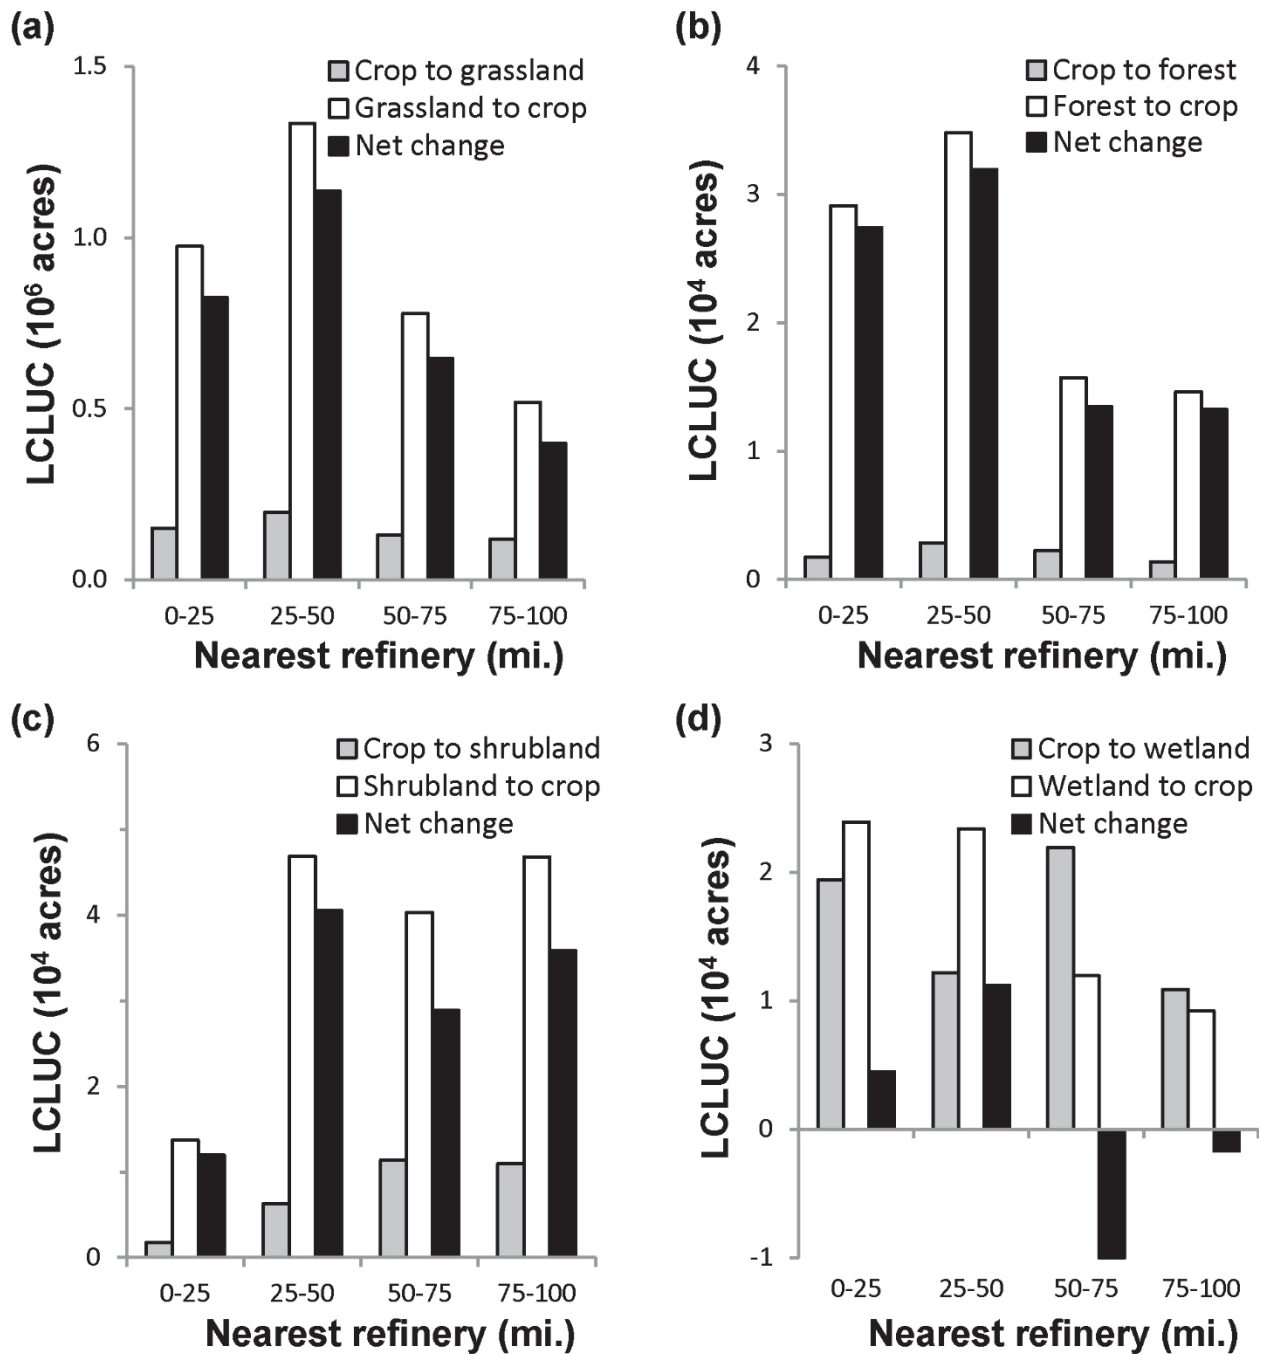 (a)
LCLUC (10⁶ acres)
1.5
1.0
0.5
0.0
Crop to grassland
Grassland to crop
Net change
0-25 25-50 50-75 75-100
Nearest refinery (mi.)
(b)
LCLUC (10⁴ acres)
4
3
2
1
0
Crop to forest
Forest to crop
Net change
0-25 25-50 50-75 75-100
Nearest refinery (mi.)
(c)
LCLUC (10⁴ acres)
6
4
2
0
Crop to shrubland
Shrubland to crop
Net change
0-25 25-50 50-75 75-100
Nearest refinery (mi.)
(d)
LCLUC (10⁴ acres)
3
2
1
0
-1
Crop to wetland
Wetland to crop
Net change
0-25 25-50 50-75 75-100
Nearest refinery (mi.)